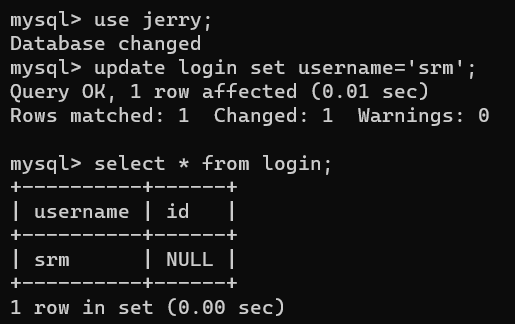 mysql> use jerry;
Database changed
mysql> update login set username='srm';
Query OK, 1 row affected (0.01 sec)
Rows matched: 1  Changed: 1  Warnings: 0

mysql> select * from login;
+----------+------+
| username | id   |
+----------+------+
| srm      | NULL |
+----------+------+
1 row in set (0.00 sec)